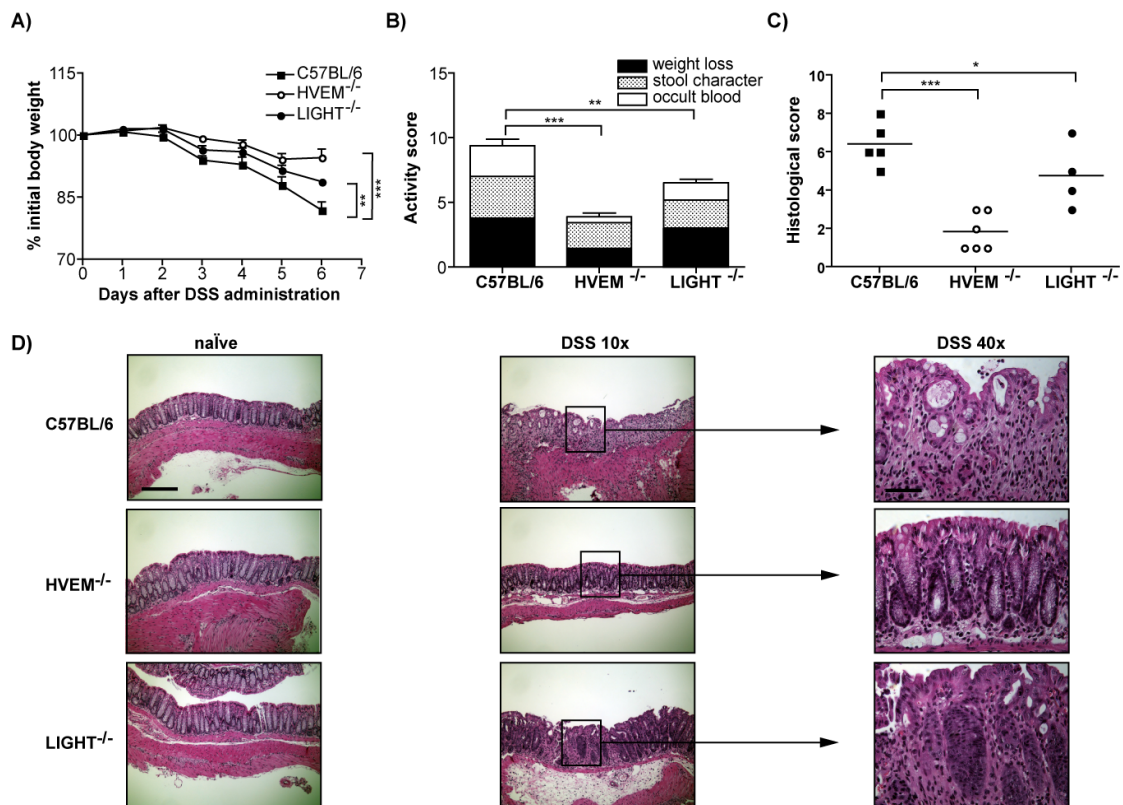 A)
115
100
85
70
% initial body weight
0 1 2 3 4 5 6 7
Days after DSS administration
C57BL/6
HVEM-/-
LIGHT-/-
**
***
B)
15
10
5
0
Activity score
weight loss
stool character
occult blood
**
***
C57BL/6 HVEM -/- LIGHT -/-
C)
10
8
6
4
2
0
Histological score
*
***
C57BL/6 HVEM -/- LIGHT -/-
D)
naÏve DSS 10x DSS 40x
C57BL/6
HVEM-/-
LIGHT-/-